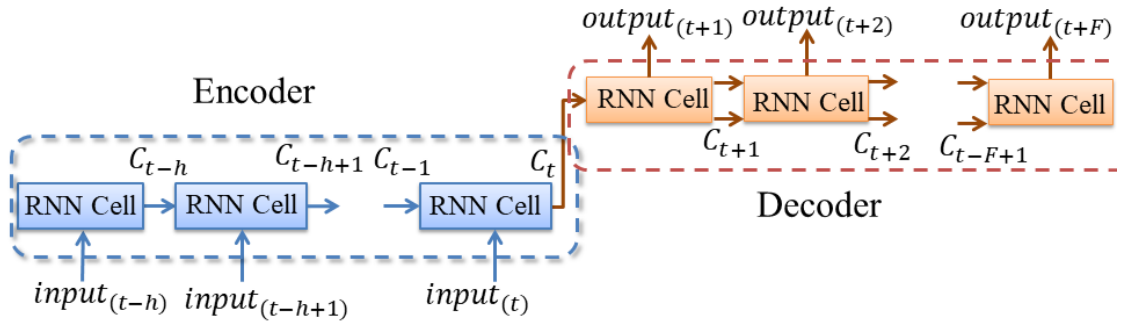 output(t+1) output(t+2) output(t+F)
RNN Cell RNN Cell RNN Cell
Encoder
C_{t+1} C_{t+2} C_{t-F+1}
C_{t-h} C_{t-h+1} C_{t-1} C_t
RNN Cell RNN Cell RNN Cell
Decoder
input(t-h) input(t-h+1) input(t)